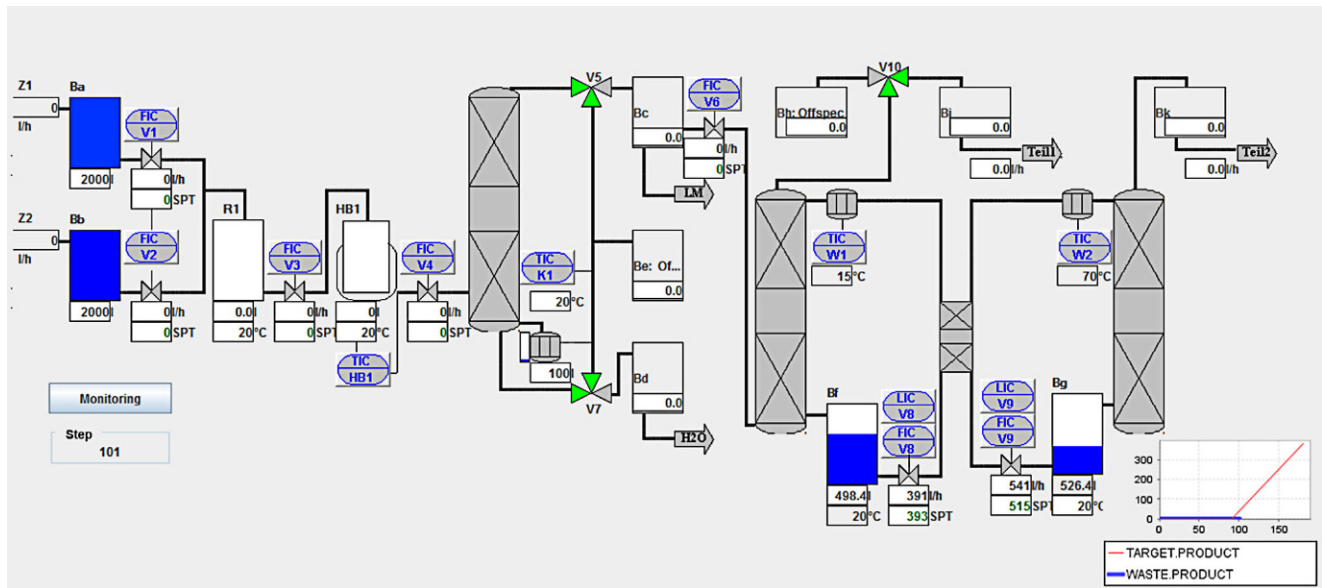 Z1
0
l/h
Ba
2000l
FIC
V1
0l/h
0SPT
Z2
0
l/h
Bb
2000l
FIC
V2
0l/h
0SPT
R1
0.0l
20°C
FIC
V3
0l/h
0SPT
HB1
0l
20°C
TIC
HB1
FIC
V4
0l/h
0SPT
TIC
K1
20°C
100l
V5
V7
Bc
0.0
LM
Be: Of...
0.0
Bd
0.0
H2O
FIC
V6
0l/h
0SPT
V10
Bh: Offspec
0.0
Bi
0.0
Teil1
0.0l
Bk
0.0
Teil2
0.0l
TIC
W1
15°C
TIC
W2
70°C
Bf
498.4l
20°C
LIC
V8
FIC
V8
391l/h
393SPT
LIC
V9
FIC
V9
541l/h
515SPT
Bg
526.4l
20°C
Monitoring
Step
101
300
200
100
0
0 50 100 150
TARGET.PRODUCT
WASTE.PRODUCT